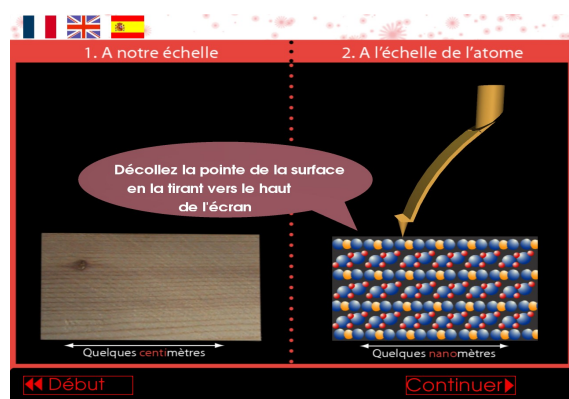 1. A notre échelle
2. A l'échelle de l'atome
Décollez la pointe de la surface
en la tirant vers le haut
de l'écran
Quelques centimètres
Quelques nanomètres
Début
Continuer